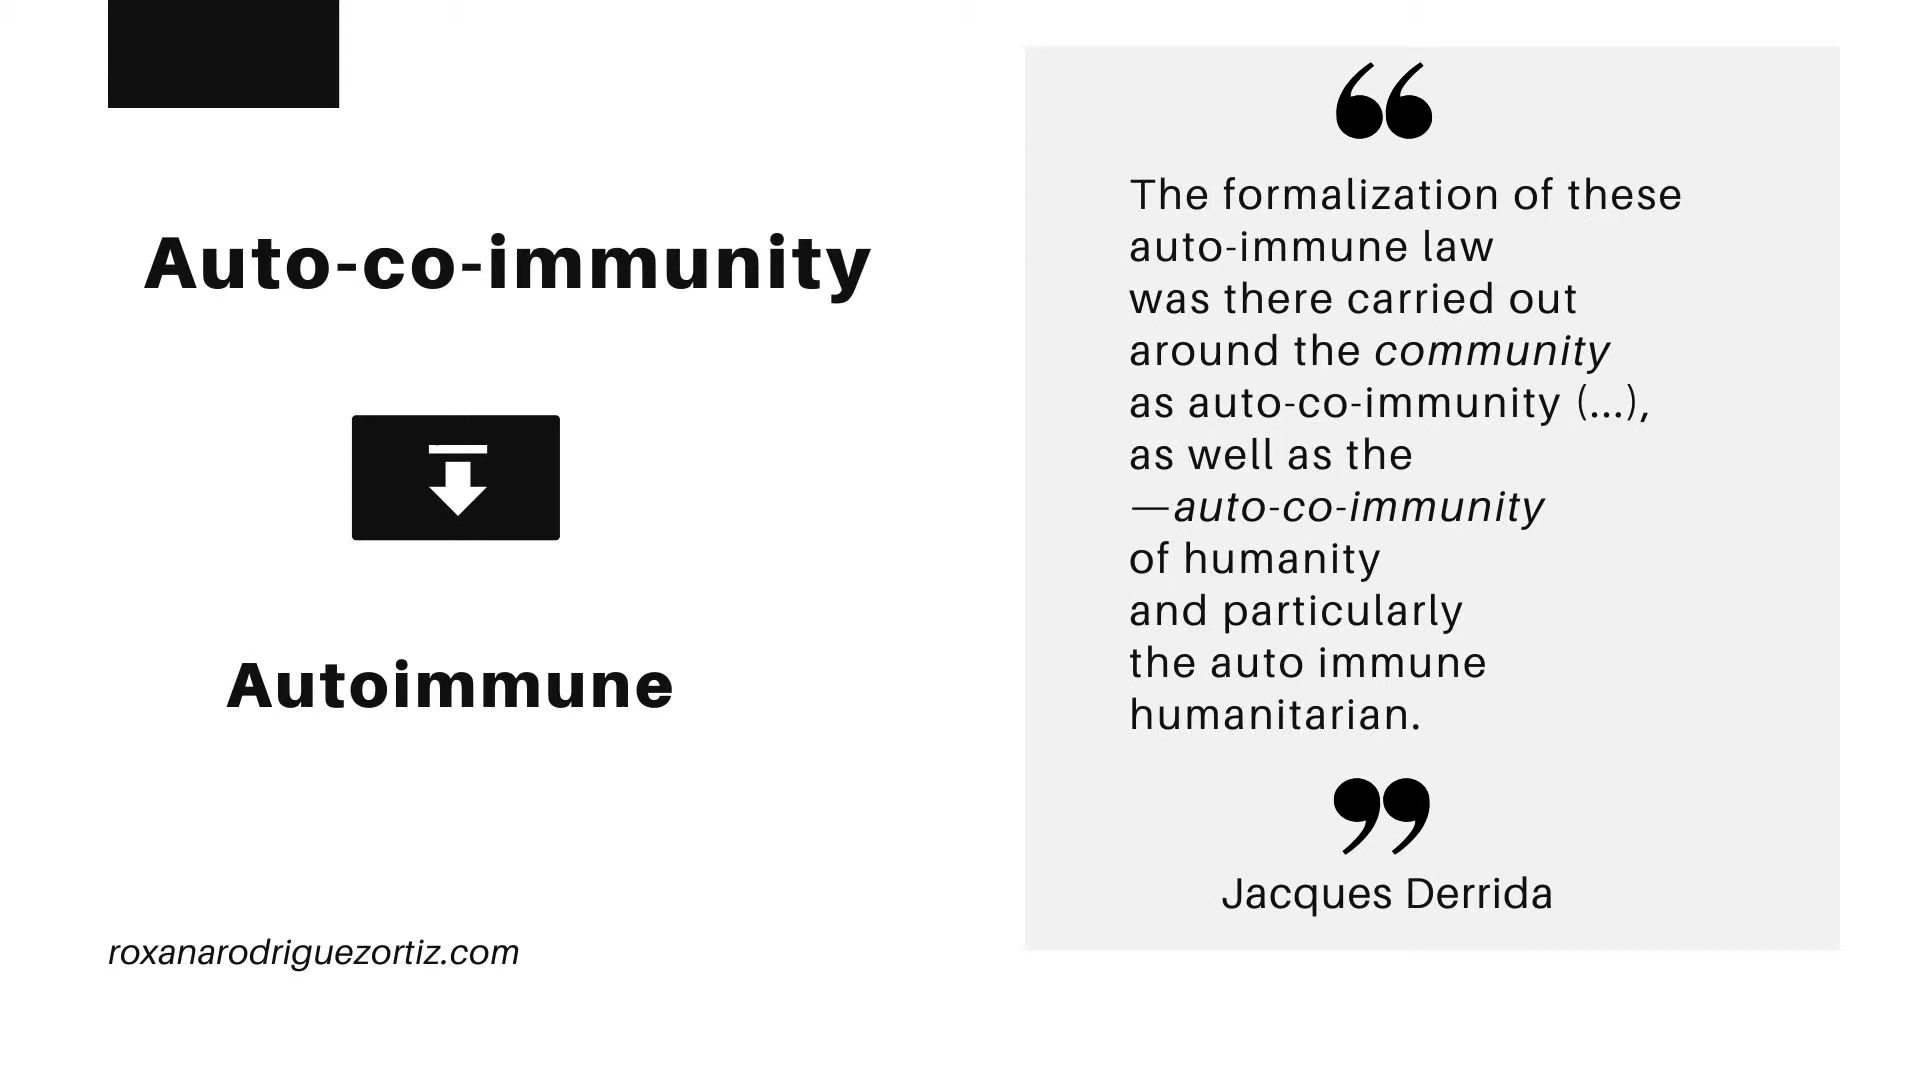 Auto-co-immunity
Autoimmune
roxanarodriguezortiz.com
“
The formalization of these
auto-immune law
was there carried out
around the community
as auto-co-immunity (...),
as well as the
—auto-co-immunity
of humanity
and particularly
the auto immune
humanitarian.
”
Jacques Derrida